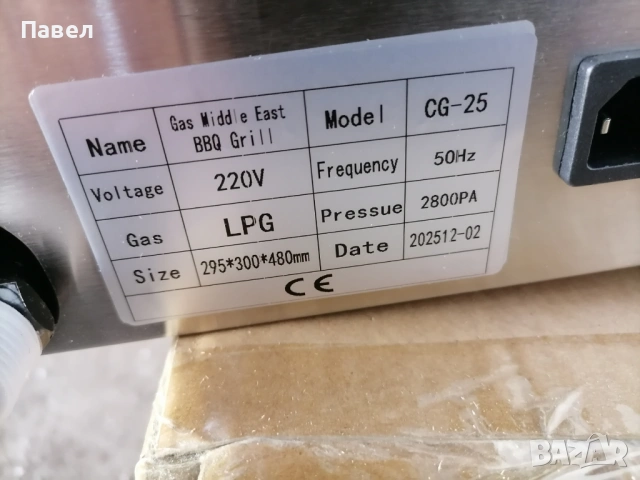 Павел
Name Gas Middle East BBQ Grill Model CG-25
Voltage 220V Frequency 50Hz
Gas LPG Pressue 2800PA
Size 295*300*480mm Date 202512-02
CE
BAZAR